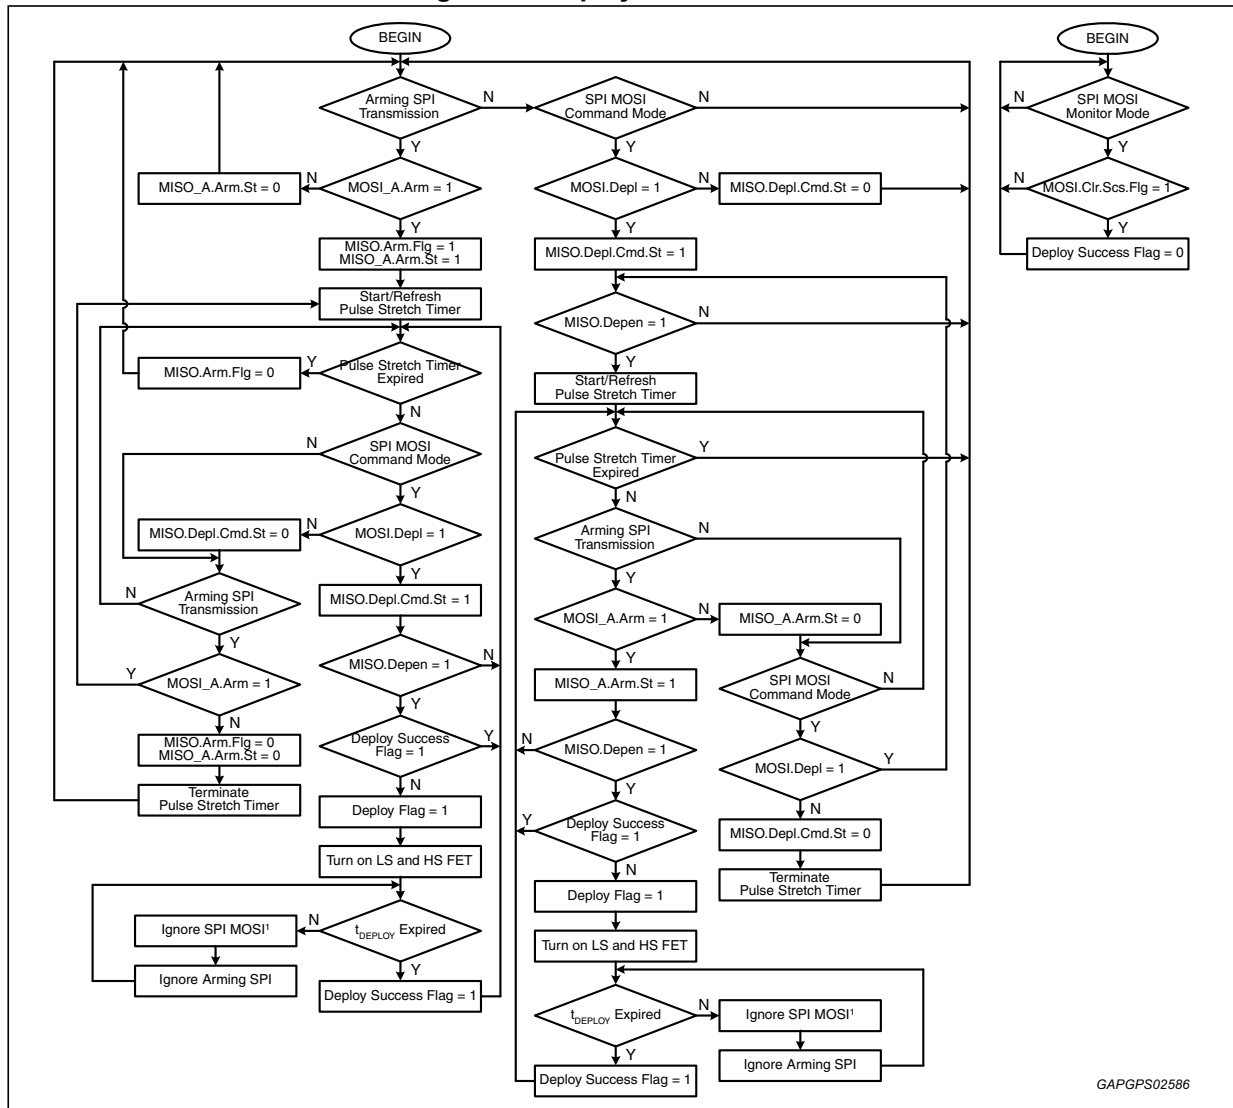 BEGIN
Arming SPI
Transmission
N
Y
MOSI_A.Arm = 1
N
MISO_A.Arm.St = 0
Y
MISO.Arm.Flg = 1
MISO_A.Arm.St = 1
Start/Refresh
Pulse Stretch Timer
Pulse Stretch Timer
Expired
Y
MISO.Arm.Flg = 0
N
SPI MOSI
Command Mode
N
Y
MOSI.Depl = 1
N
MISO.Depl.Cmd.St = 0
Y
MISO.Depl.Cmd.St = 1
Arming SPI
Transmission
N
Y
MOSI_A.Arm = 1
Y
N
MISO.Arm.Flg = 0
MISO_A.Arm.St = 0
Terminate
Pulse Stretch Timer
MISO.Depen = 1
N
Y
Deploy Success
Flag = 1
Y
N
Deploy Flag = 1
Turn on LS and HS FET
tDEPLOY Expired
N
Ignore SPI MOSI¹
Ignore Arming SPI
Y
Deploy Success Flag = 1
SPI MOSI
Command Mode
N
Y
MOSI.Depl = 1
N
MISO.Depl.Cmd.St = 0
Y
MISO.Depl.Cmd.St = 1
MISO.Depen = 1
N
Y
Start/Refresh
Pulse Stretch Timer
Pulse Stretch Timer
Expired
Y
N
Arming SPI
Transmission
N
Y
MOSI_A.Arm = 1
N
MISO_A.Arm.St = 0
Y
MISO_A.Arm.St = 1
SPI MOSI
Command Mode
N
Y
MOSI.Depl = 1
Y
N
MISO.Depl.Cmd.St = 0
Terminate
Pulse Stretch Timer
MISO.Depen = 1
N
Y
Deploy Success
Flag = 1
Y
N
Deploy Flag = 1
Turn on LS and HS FET
tDEPLOY Expired
N
Ignore SPI MOSI¹
Ignore Arming SPI
Y
Deploy Success Flag = 1
BEGIN
SPI MOSI
Monitor Mode
N
Y
MOSI.Clr.Scs.Flg = 1
N
Y
Deploy Success Flag = 0
GAPGPS02586